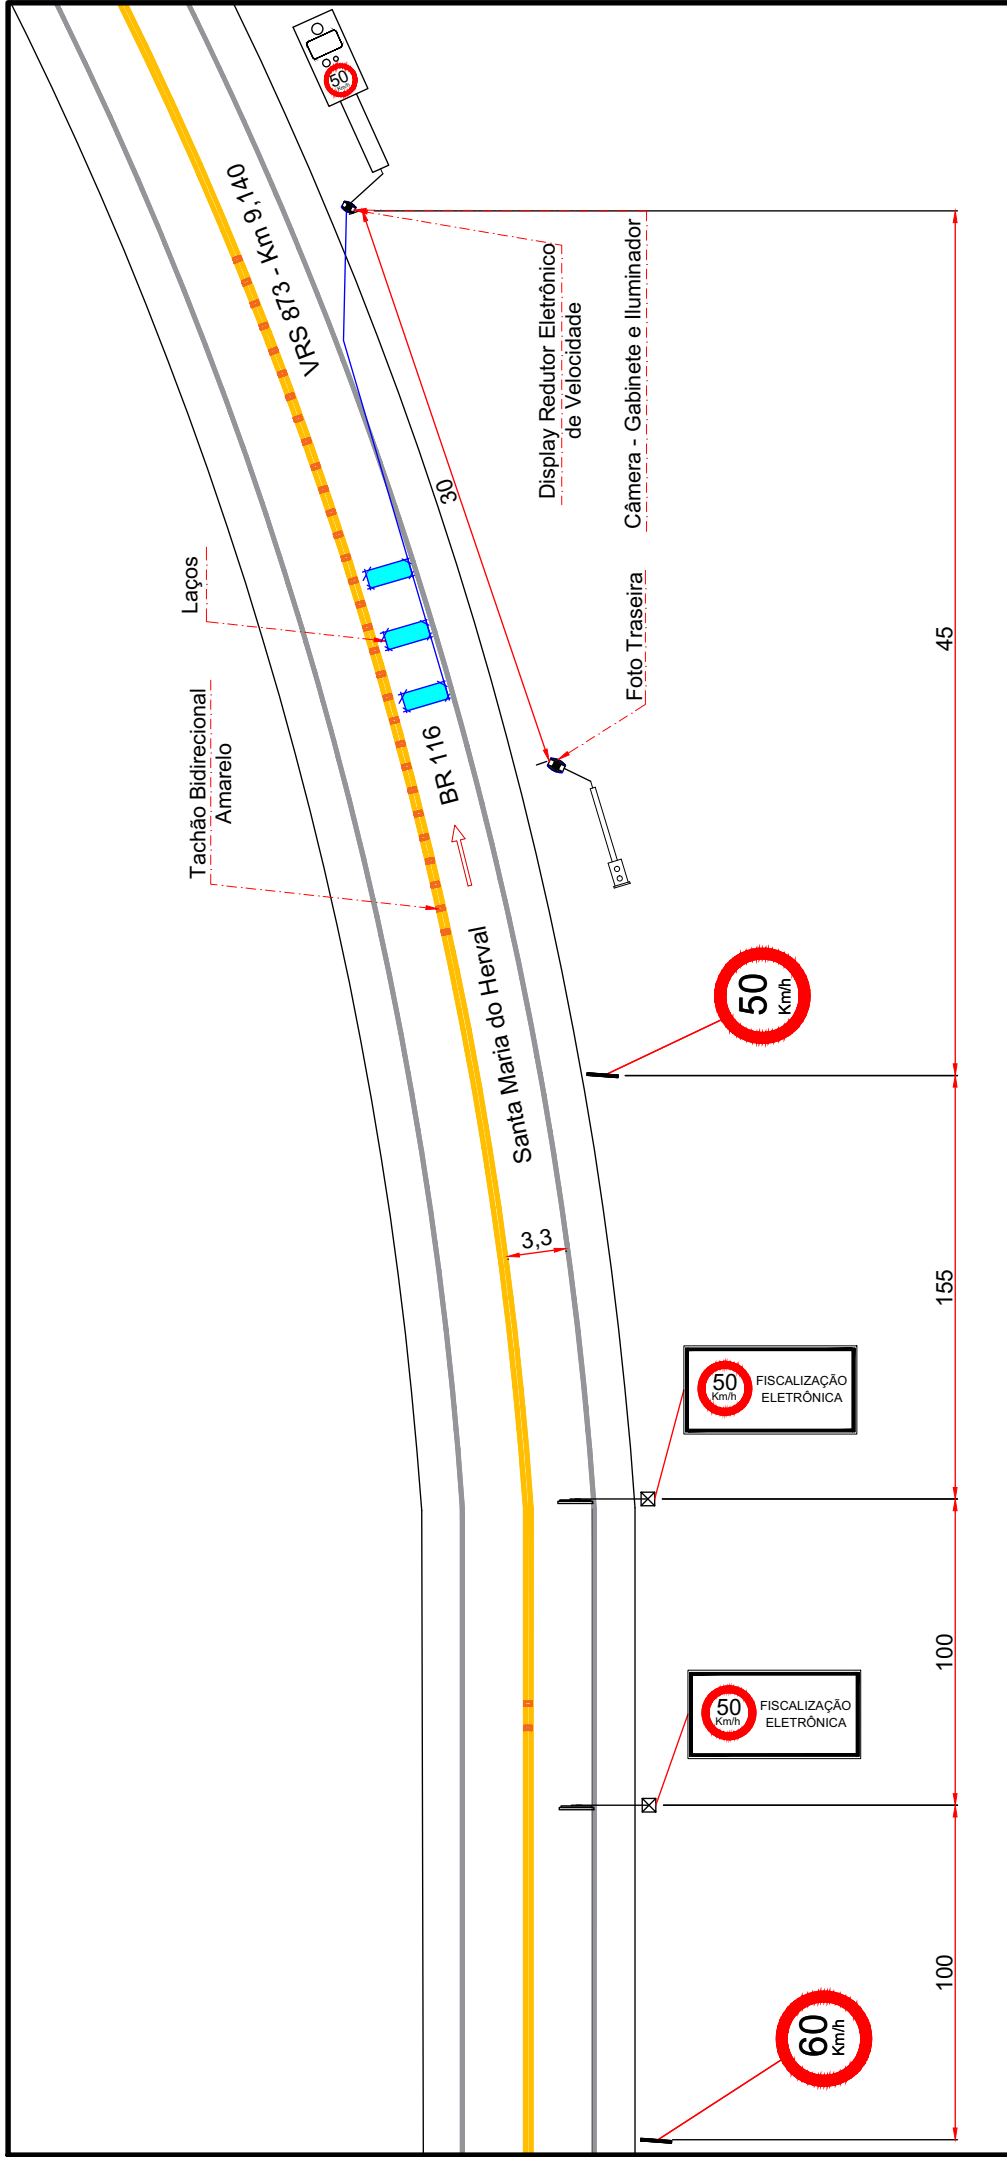 50
Km/h
VRS 873 - Km 9,140
Display Redutor Eletrônico
de Velocidade
Câmera - Gabinete e Iluminador
30
Laços
Foto Traseira
45
Tachão Bidirecional
Amarelo
BR 116
Santa Maria do Herval
50
Km/h
3,3
155
50
Km/h
FISCALIZAÇÃO
ELETRÔNICA
100
50
Km/h
FISCALIZAÇÃO
ELETRÔNICA
100
60
Km/h